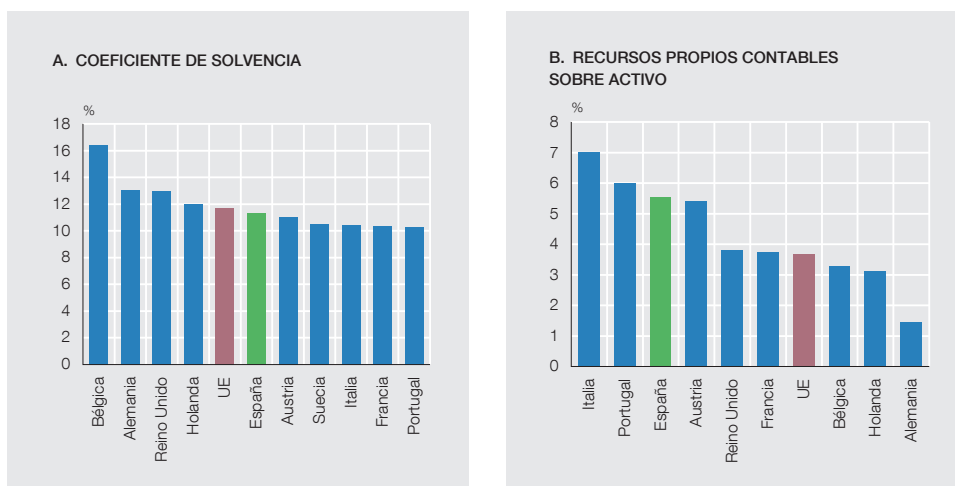 A. COEFICIENTE DE SOLVENCIA
%
18
16
14
12
10
8
6
4
2
0
Bélgica
Alemania
Reino Unido
Holanda
UE
España
Austria
Suecia
Italia
Francia
Portugal
B. RECURSOS PROPIOS CONTABLES
SOBRE ACTIVO
%
8
7
6
5
4
3
2
1
0
Italia
Portugal
España
Austria
Reino Unido
Francia
UE
Bélgica
Holanda
Alemania